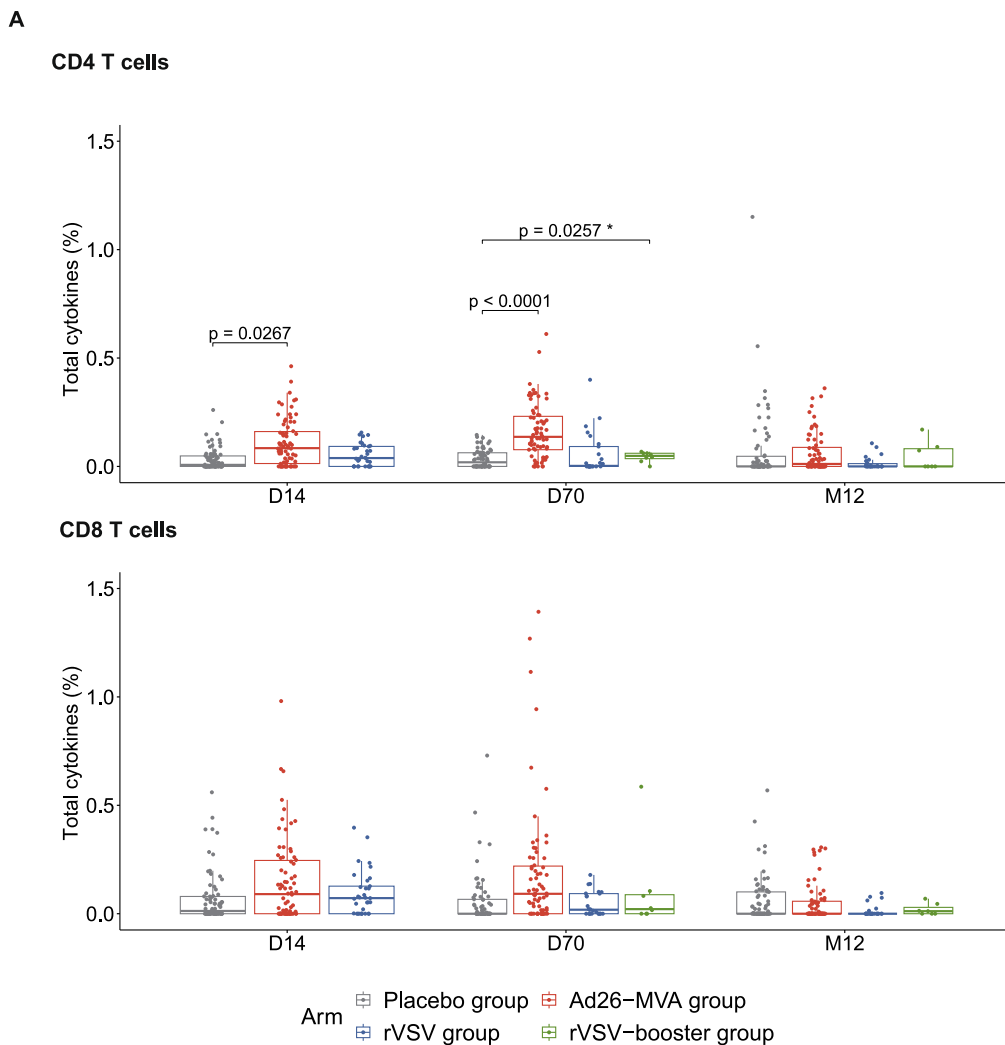 A
CD4 T cells
Total cytokines (%)
1.5
1.0
0.5
0.0
p = 0.0267
p < 0.0001
p = 0.0257 *
D14
D70
M12
CD8 T cells
Total cytokines (%)
1.5
1.0
0.5
0.0
D14
D70
M12
Arm
Placebo group
Ad26−MVA group
rVSV group
rVSV−booster group